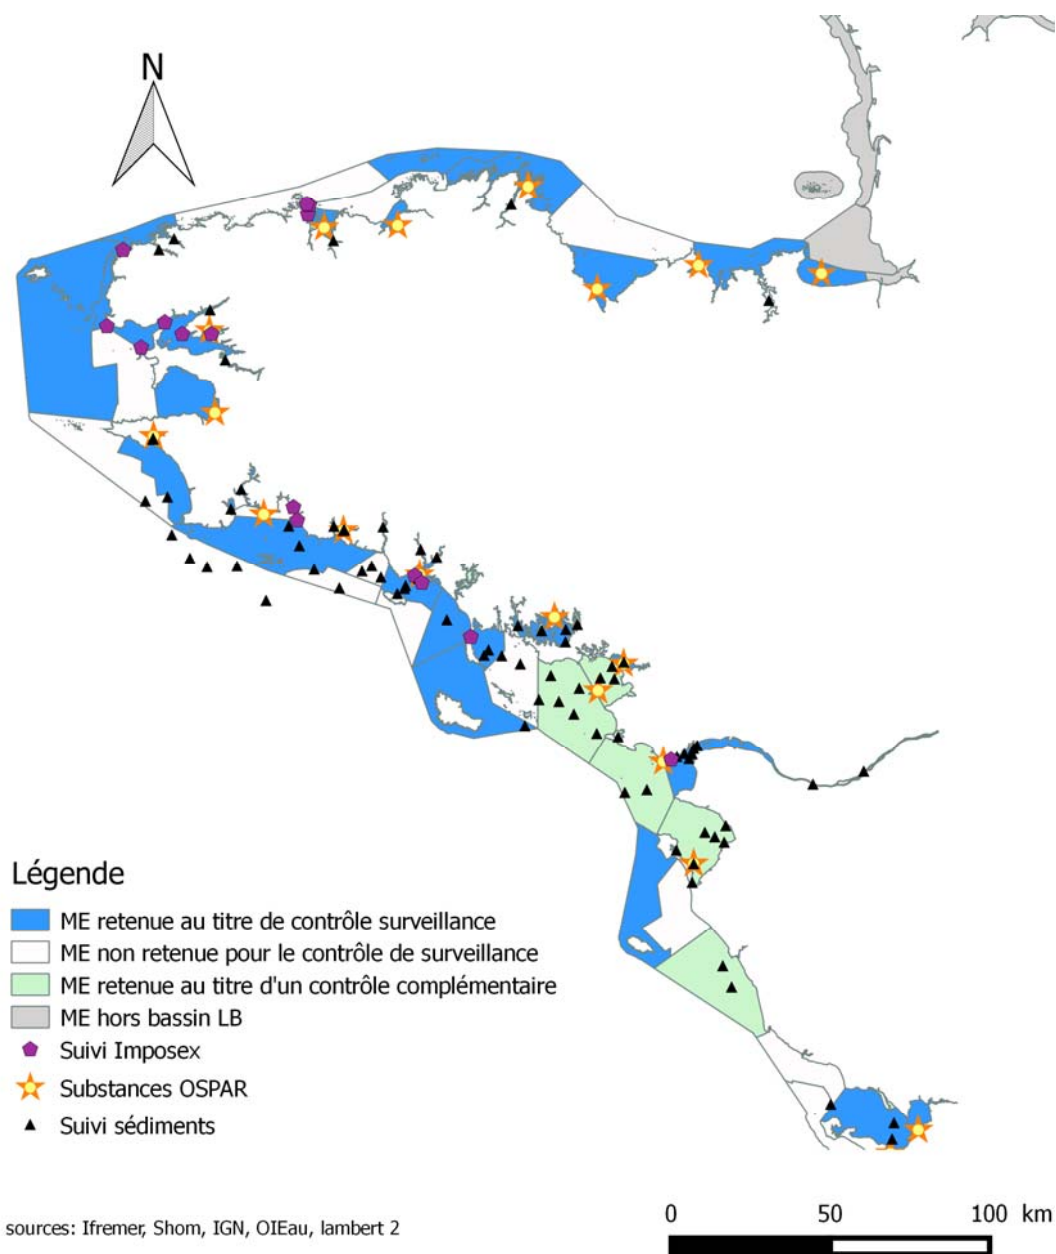 N
Légende
ME retenue au titre de contrôle surveillance
ME non retenue pour le contrôle de surveillance
ME retenue au titre d'un contrôle complémentaire
ME hors bassin LB
Suivi Imposex
Substances OSPAR
Suivi sédiments
sources: Ifremer, Shom, IGN, OIEau, lambert 2
0 50 100 km